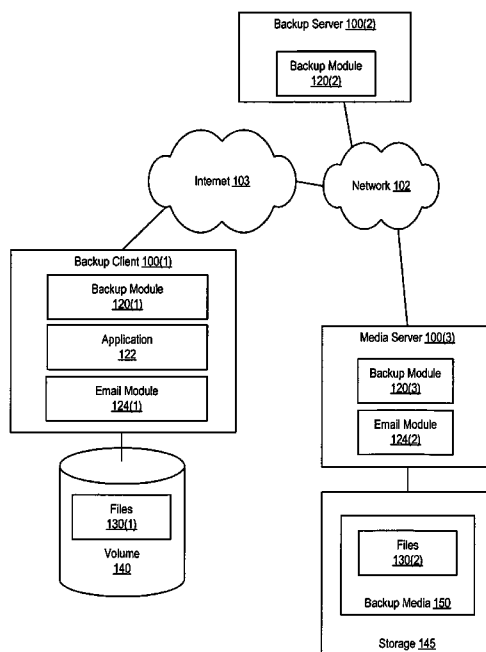 Backup Server 100(2)
Backup Module
120(2)
Internet 103
Network 102
Backup Client 100(1)
Backup Module
120(1)
Application
122
Email Module
124(1)
Media Server 100(3)
Backup Module
120(3)
Email Module
124(2)
Files
130(1)
Volume
140
Files
130(2)
Backup Media 150
Storage 145